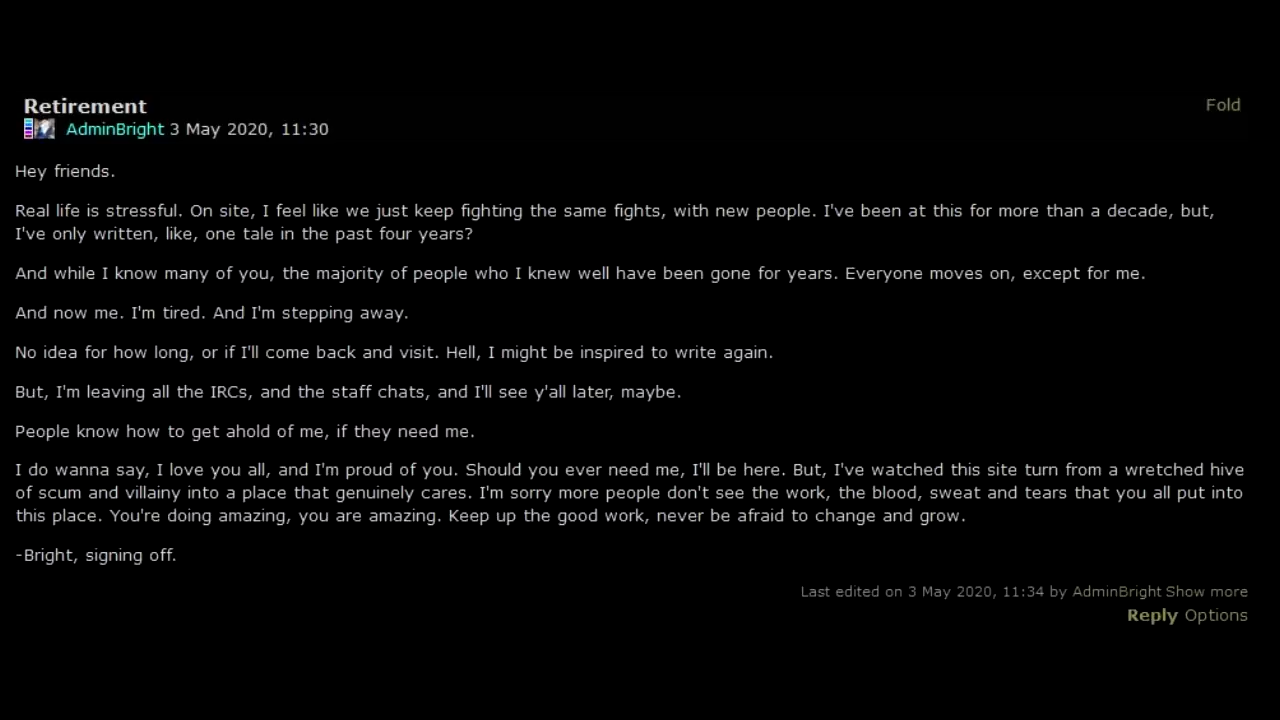 Retirement
Fold
AdminBright 3 May 2020, 11:30
Hey friends.
Real life is stressful. On site, I feel like we just keep fighting the same fights, with new people. I've been at this for more than a decade, but,
I've only written, like, one tale in the past four years?
And while I know many of you, the majority of people who I knew well have been gone for years. Everyone moves on, except for me.
And now me. I'm tired. And I'm stepping away.
No idea for how long, or if I'll come back and visit. Hell, I might be inspired to write again.
But, I'm leaving all the IRCs, and the staff chats, and I'll see y'all later, maybe.
People know how to get ahold of me, if they need me.
I do wanna say, I love you all, and I'm proud of you. Should you ever need me, I'll be here. But, I've watched this site turn from a wretched hive
of scum and villainy into a place that genuinely cares. I'm sorry more people don't see the work, the blood, sweat and tears that you all put into
this place. You're doing amazing, you are amazing. Keep up the good work, never be afraid to change and grow.
-Bright, signing off.
Last edited on 3 May 2020, 11:34 by AdminBright Show more
Reply Options